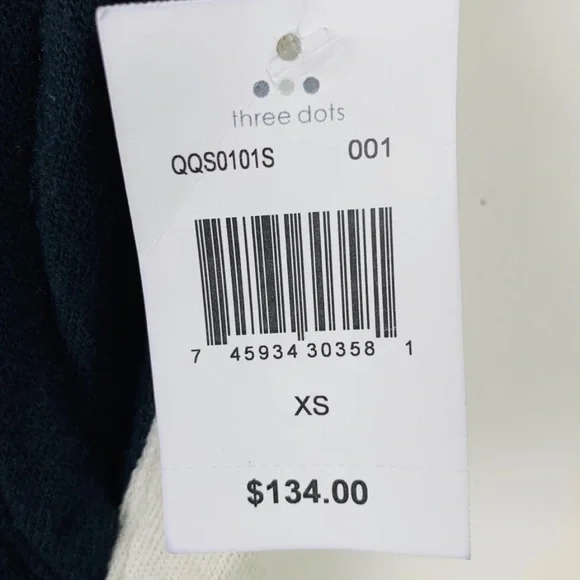 three dots
QQS0101S 001
7 45934 30358 1
XS
$134.00